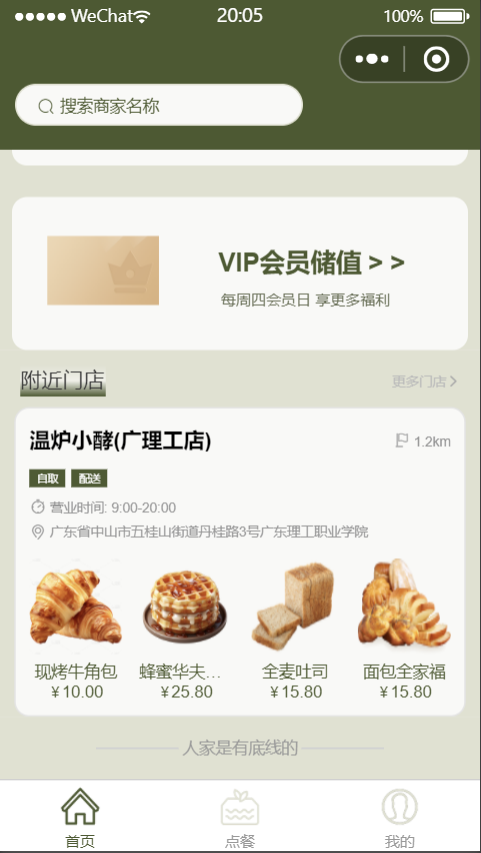 WeChat 20:05 100%
搜索商家名称
VIP会员储值 > >
每周四会员日 享更多福利
附近门店 更多门店
温炉小酵(广理工店) 1.2km
自取 配送
营业时间: 9:00-20:00
广东省中山市五桂山街道丹桂路3号广东理工职业学院
现烤牛角包 蜂蜜华夫... 全麦吐司 面包全家福
￥10.00 ￥25.80 ￥15.80 ￥15.80
人家是有底线的
首页 点餐 我的